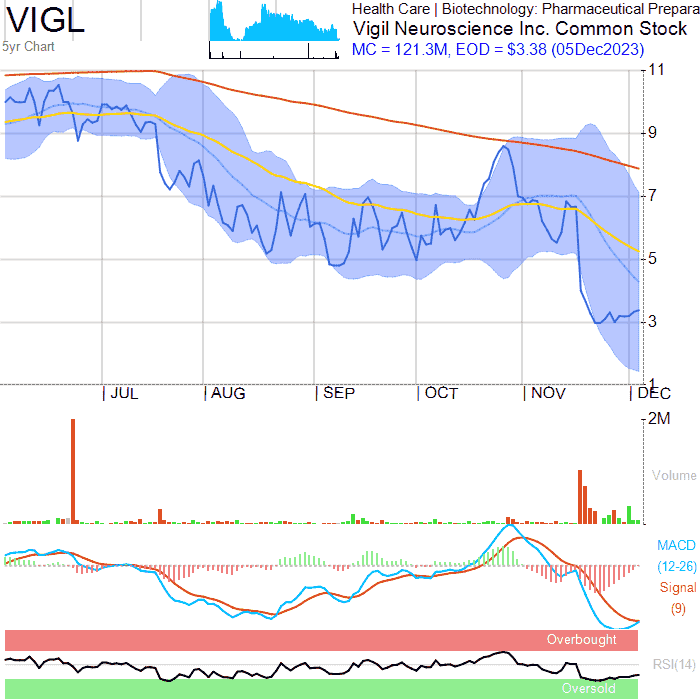 VIGL
5yr Chart
Health Care | Biotechnology: Pharmaceutical Prepara
Vigil Neuroscience Inc. Common Stock
MC = 121.3M, EOD = $3.38 (05Dec2023)
11
9
7
5
3
1
JUL
AUG
SEP
OCT
NOV
DEC
2M
Volume
MACD
(12-26)
Signal
(9)
Overbought
RSI(14)
Oversold